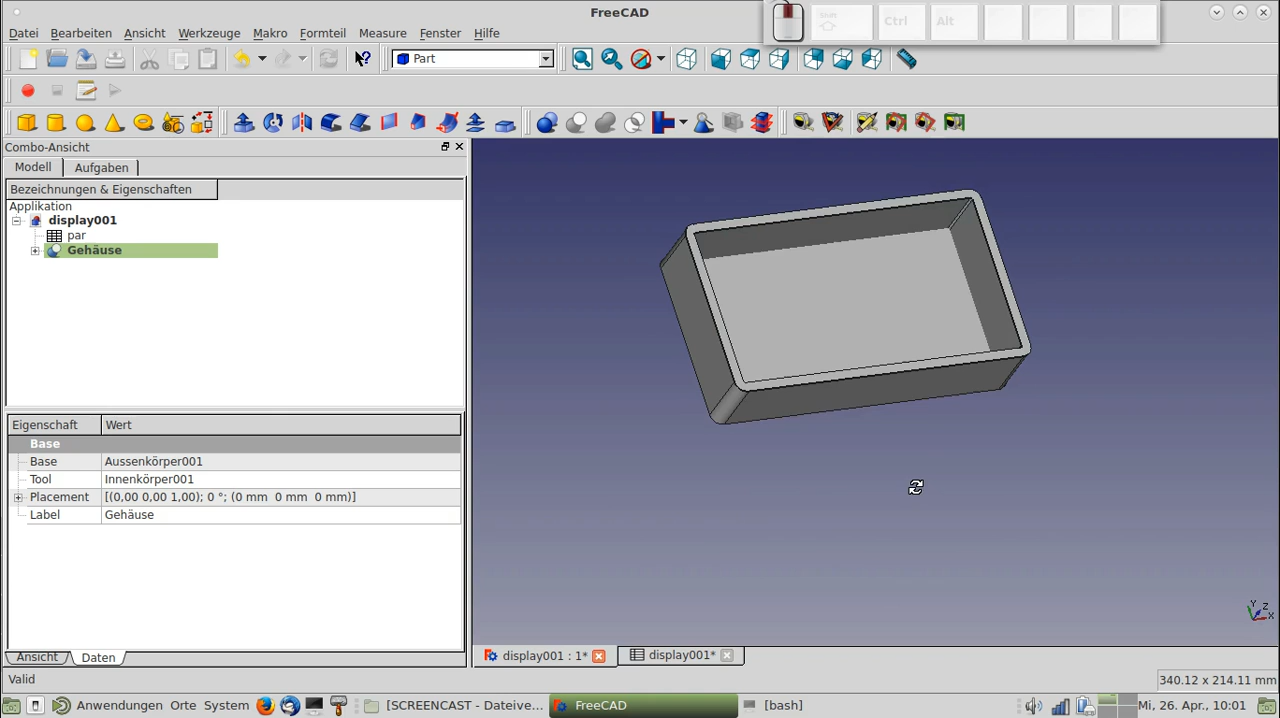 FreeCAD
Shift
Ctrl
Alt
Datei Bearbeiten Ansicht Werkzeuge Makro Formteil Measure Fenster Hilfe
Part
Combo-Ansicht
Modell Aufgaben
Bezeichnungen & Eigenschaften
Applikation
display001
par
Gehäuse
Eigenschaft Wert
Base
Base Aussenkörper001
Tool Innenkörper001
Placement [(0,00 0,00 1,00); 0 °; (0 mm 0 mm 0 mm)]
Label Gehäuse
Y Z X
Ansicht Daten
display001 : 1*
display001*
Valid
340.12 x 214.11 mm
Anwendungen Orte System
[SCREENCAST - Dateive...
FreeCAD
[bash]
Mi, 26. Apr., 10:01